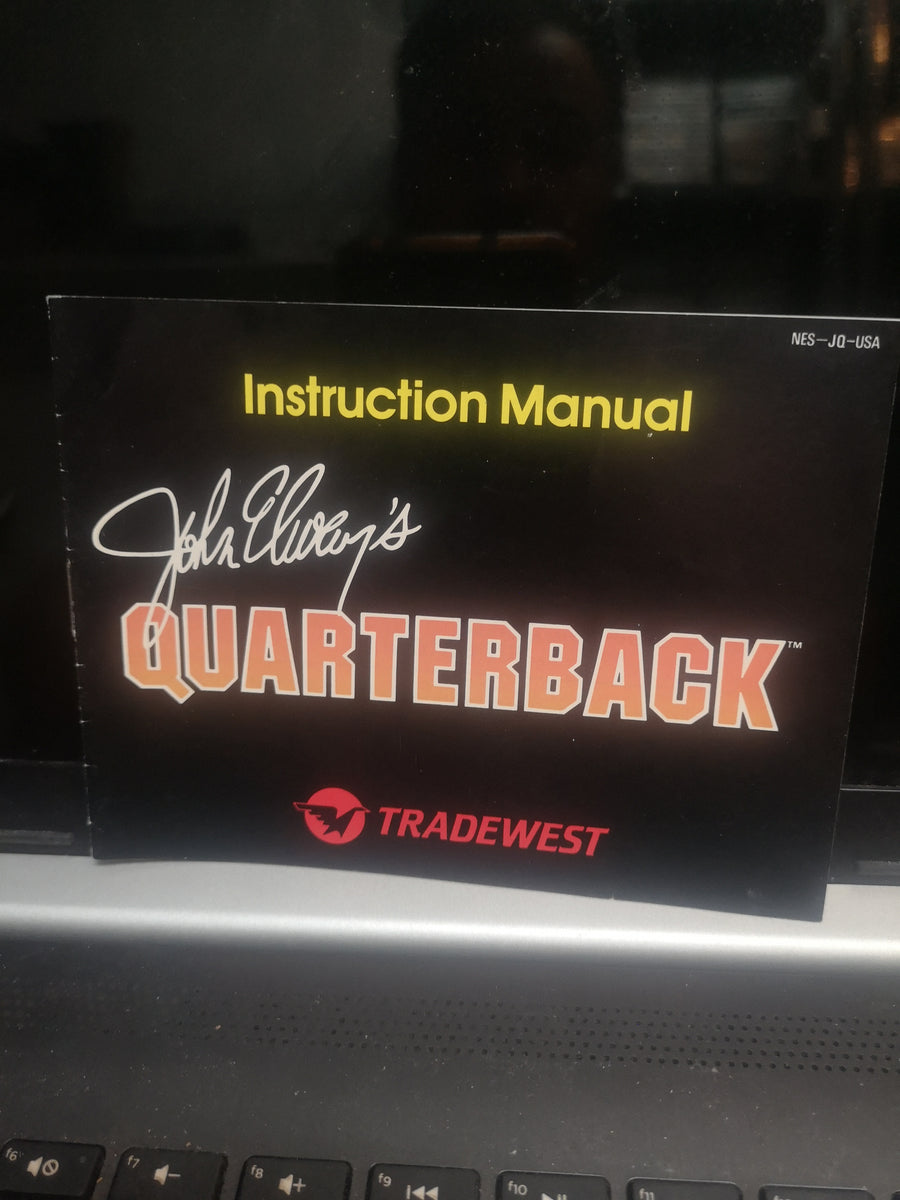 NES-JQ-USA
Instruction Manual
John Elway's
QUARTERBACK™
TRADEWEST
f6
f7
f8
f9
f10
f11